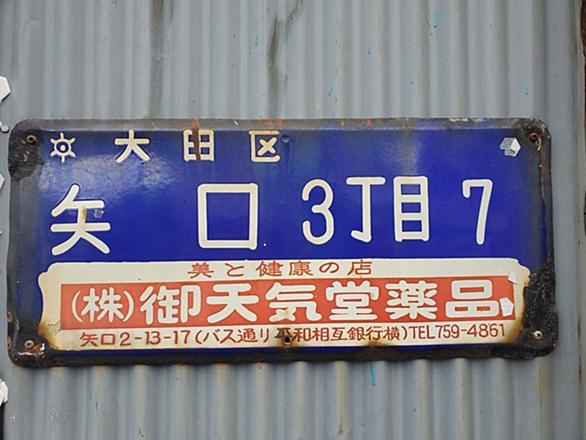 大田区
矢口 3丁目 7
美と健康の店
(株)御天気堂薬品
矢口2-13-17(バス通り平和相互銀行横)TEL759-4861